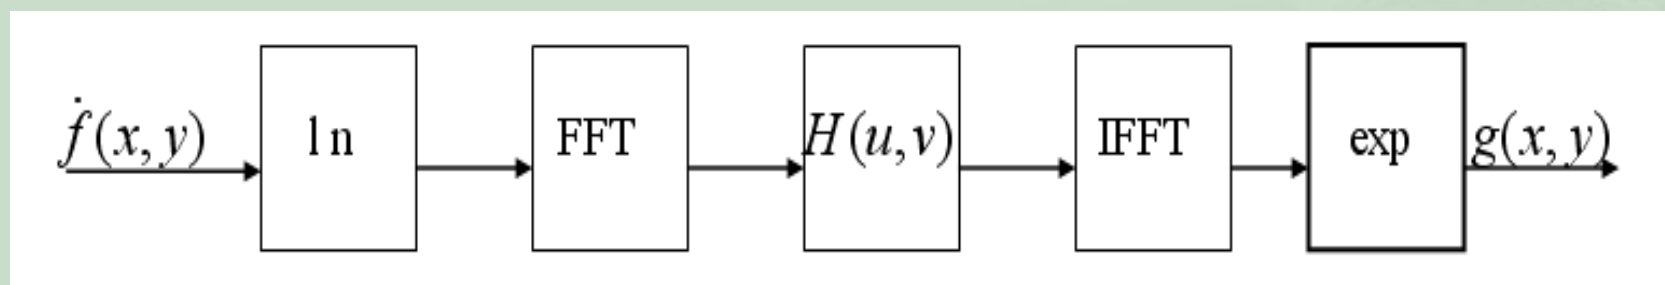 ḟ(x, y) ln FFT H(u,v) IFFT exp g(x, y)